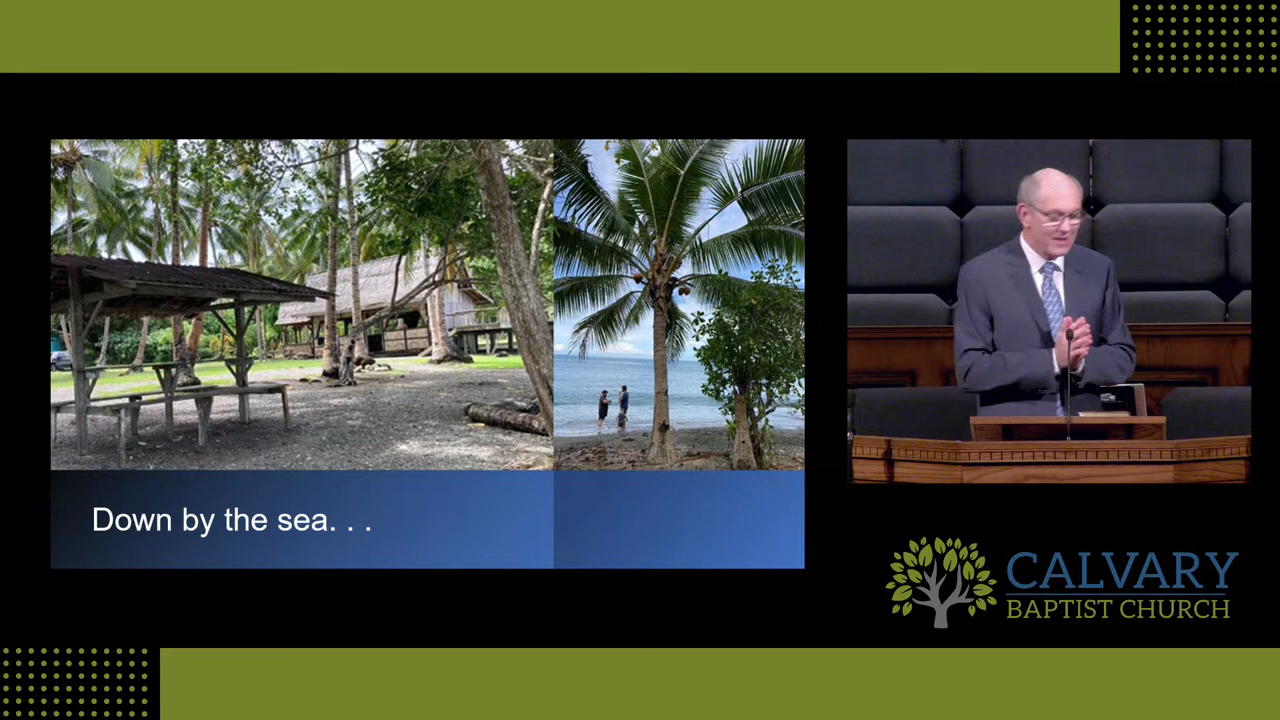 Down by the sea. . .
CALVARY
BAPTIST CHURCH